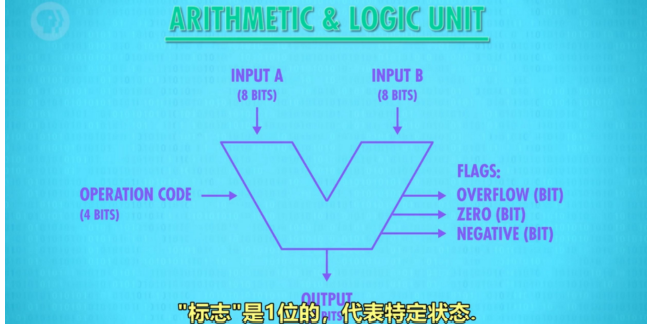 ARITHMETIC & LOGIC UNIT
INPUT A
(8 BITS)
INPUT B
(8 BITS)
OPERATION CODE
(4 BITS)
FLAGS:
OVERFLOW (BIT)
ZERO (BIT)
NEGATIVE (BIT)
OUTPUT
"标志"是1位的，代表特定状态.